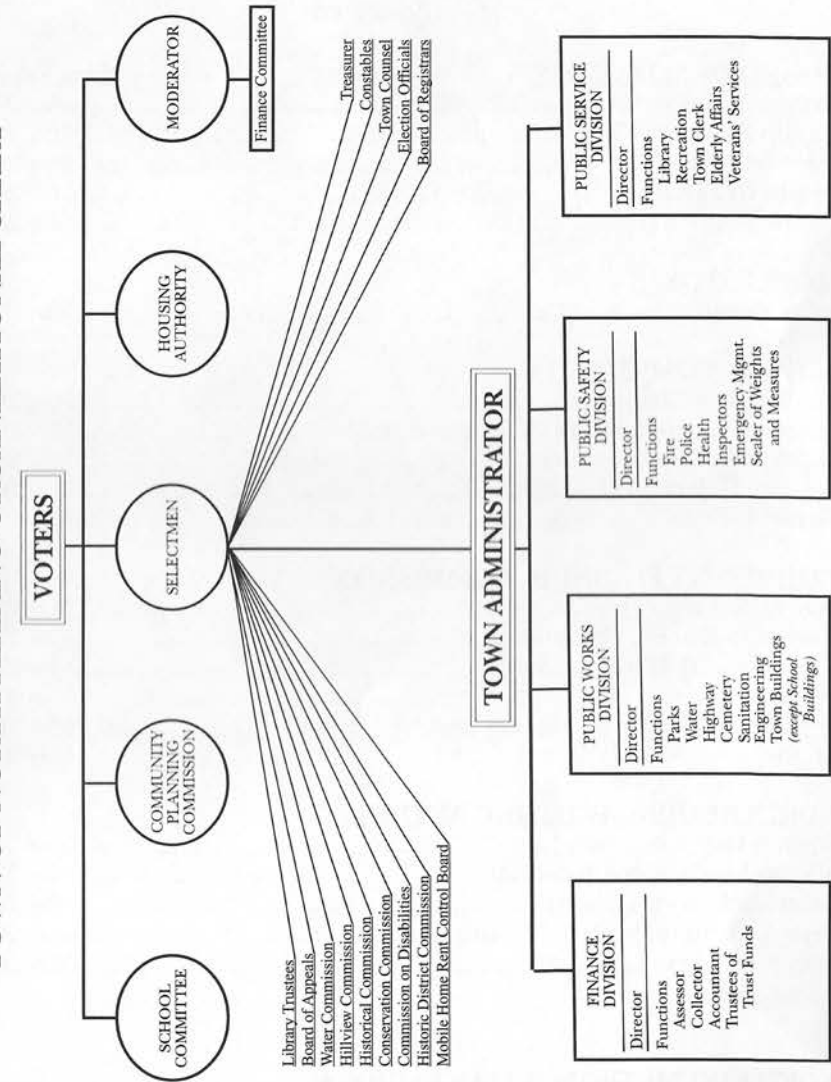 VOTERS
SCHOOL
COMMITTEE
COMMUNITY
PLANNING
COMMISSION
SELECTMEN
HOUSING
AUTHORITY
MODERATOR
Finance Committee
Library Trustees
Board of Appeals
Water Commission
Hillview Commission
Historical Commission
Conservation Commission
Commission on Disabilities
Historic District Commission
Mobile Home Rent Control Board
Treasurer
Constables
Town Counsel
Election Officials
Board of Registrars
TOWN ADMINISTRATOR
FINANCE
DIVISION
Director
Functions
Assessor
Collector
Accountant
Trustees of
Trust Funds
PUBLIC WORKS
DIVISION
Director
Functions
Parks
Water
Highway
Cemetery
Sanitation
Engineering
Town Buildings
(except School
Buildings)
PUBLIC SAFETY
DIVISION
Director
Functions
Fire
Police
Health
Inspectors
Emergency Mgmt.
Sealer of Weights
and Measures
PUBLIC SERVICE
DIVISION
Director
Functions
Library
Recreation
Town Clerk
Elderly Affairs
Veterans' Services